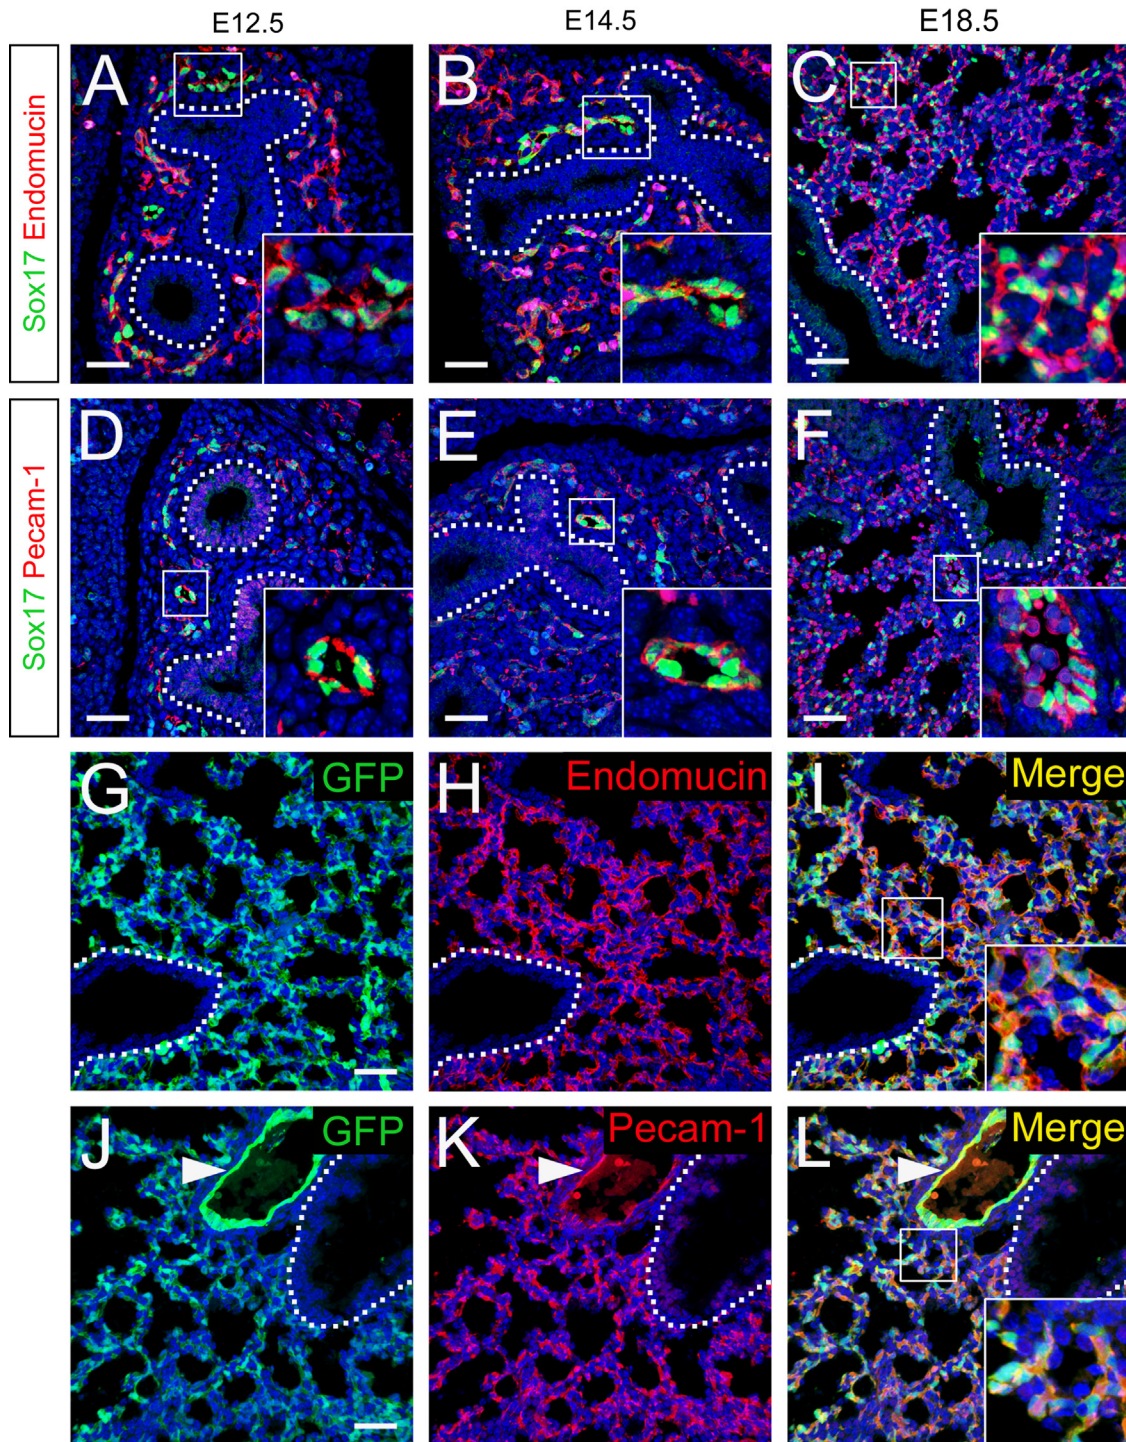 E12.5
E14.5
E18.5
Sox17 Endomucin
A
B
C
Sox17 Pecam-1
D
E
F
G
GFP
H
Endomucin
I
Merge
J
GFP
K
Pecam-1
L
Merge